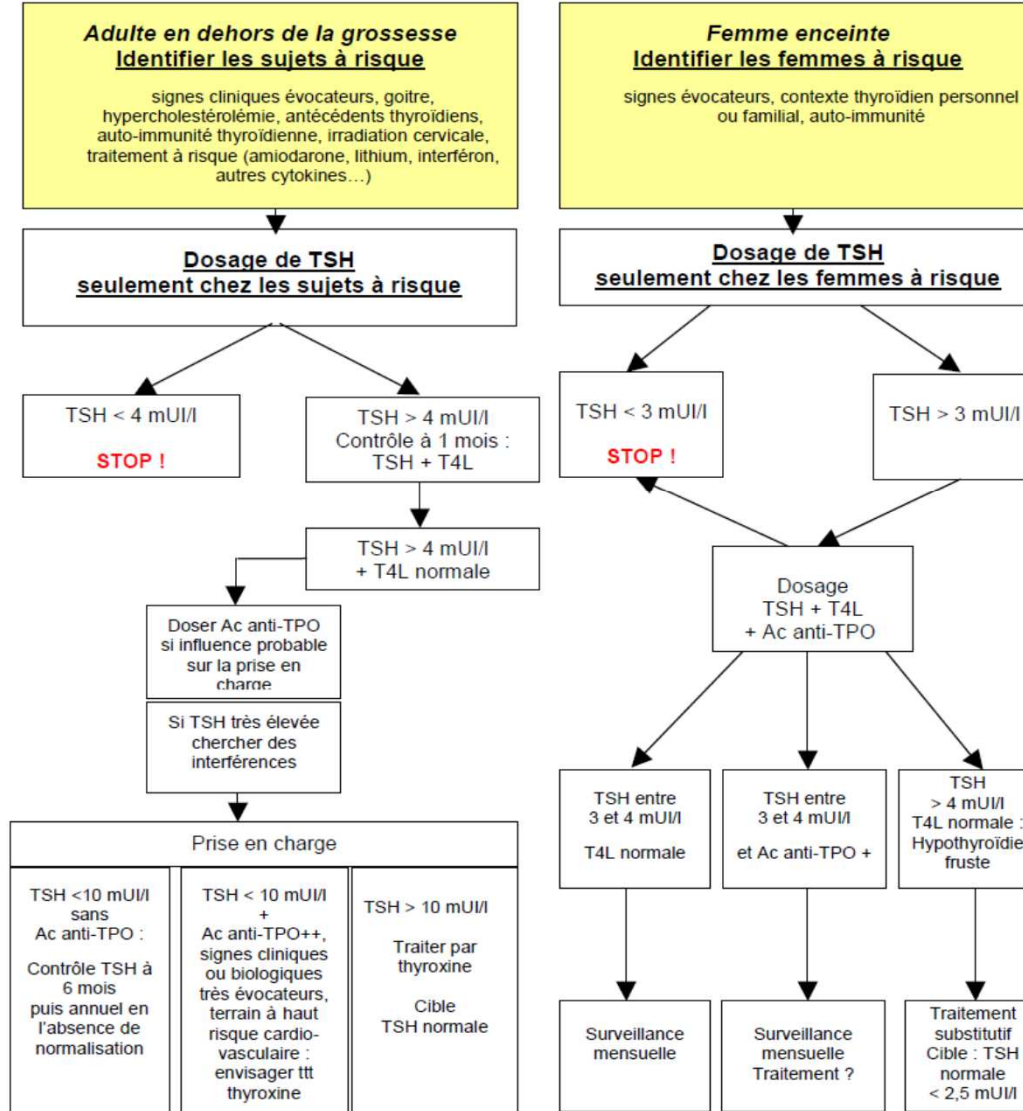 Adulte en dehors de la grossesse
Identifier les sujets à risque
signes cliniques évocateurs, goitre,
hypercholestérolémie, antécédents thyroïdiens,
auto-immunité thyroïdienne, irradiation cervicale,
traitement à risque (amiodarone, lithium, interféron,
autres cytokines…)
Dosage de TSH
seulement chez les sujets à risque
TSH < 4 mUI/l
STOP !
TSH > 4 mUI/l
Contrôle à 1 mois :
TSH + T4L
TSH > 4 mUI/l
+ T4L normale
Doser Ac anti-TPO
si influence probable
sur la prise en
charge
Si TSH très élevée
chercher des
interférences
Prise en charge
TSH <10 mUI/l
sans
Ac anti-TPO :
Contrôle TSH à
6 mois
puis annuel en
l'absence de
normalisation
TSH < 10 mUI/l
+
Ac anti-TPO++,
signes cliniques
ou biologiques
très évocateurs,
terrain à haut
risque cardio-
vasculaire :
envisager ttt
thyroxine
TSH > 10 mUI/l
Traiter par
thyroxine
Cible
TSH normale
Femme enceinte
Identifier les femmes à risque
signes évocateurs, contexte thyroïdien personnel
ou familial, auto-immunité
Dosage de TSH
seulement chez les femmes à risque
TSH < 3 mUI/l
STOP !
TSH > 3 mUI/l
Dosage
TSH + T4L
+ Ac anti-TPO
TSH entre
3 et 4 mUI/l
T4L normale
TSH entre
3 et 4 mUI/l
et Ac anti-TPO +
TSH
> 4 mUI/l
T4L normale :
Hypothyroïdie
fruste
Surveillance
mensuelle
Surveillance
mensuelle
Traitement ?
Traitement
substitutif
Cible : TSH
normale
< 2,5 mUI/l